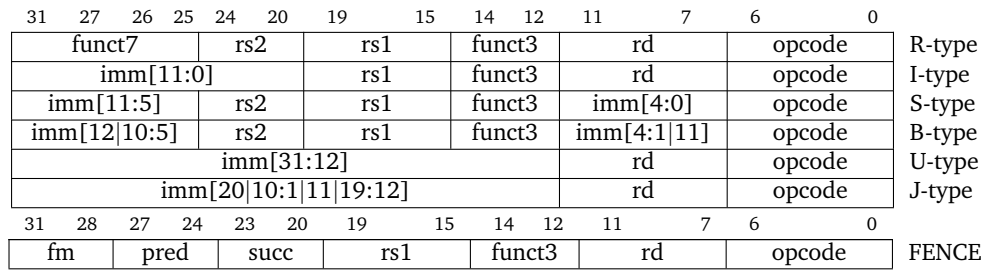 31 27 26 25 24 20 19 15 14 12 11 7 6 0
funct7 rs2 rs1 funct3 rd opcode R-type
imm[11:0] rs1 funct3 rd opcode I-type
imm[11:5] rs2 rs1 funct3 imm[4:0] opcode S-type
imm[12|10:5] rs2 rs1 funct3 imm[4:1|11] opcode B-type
imm[31:12] rd opcode U-type
imm[20|10:1|11|19:12] rd opcode J-type
31 28 27 24 23 20 19 15 14 12 11 7 6 0
fm pred succ rs1 funct3 rd opcode FENCE